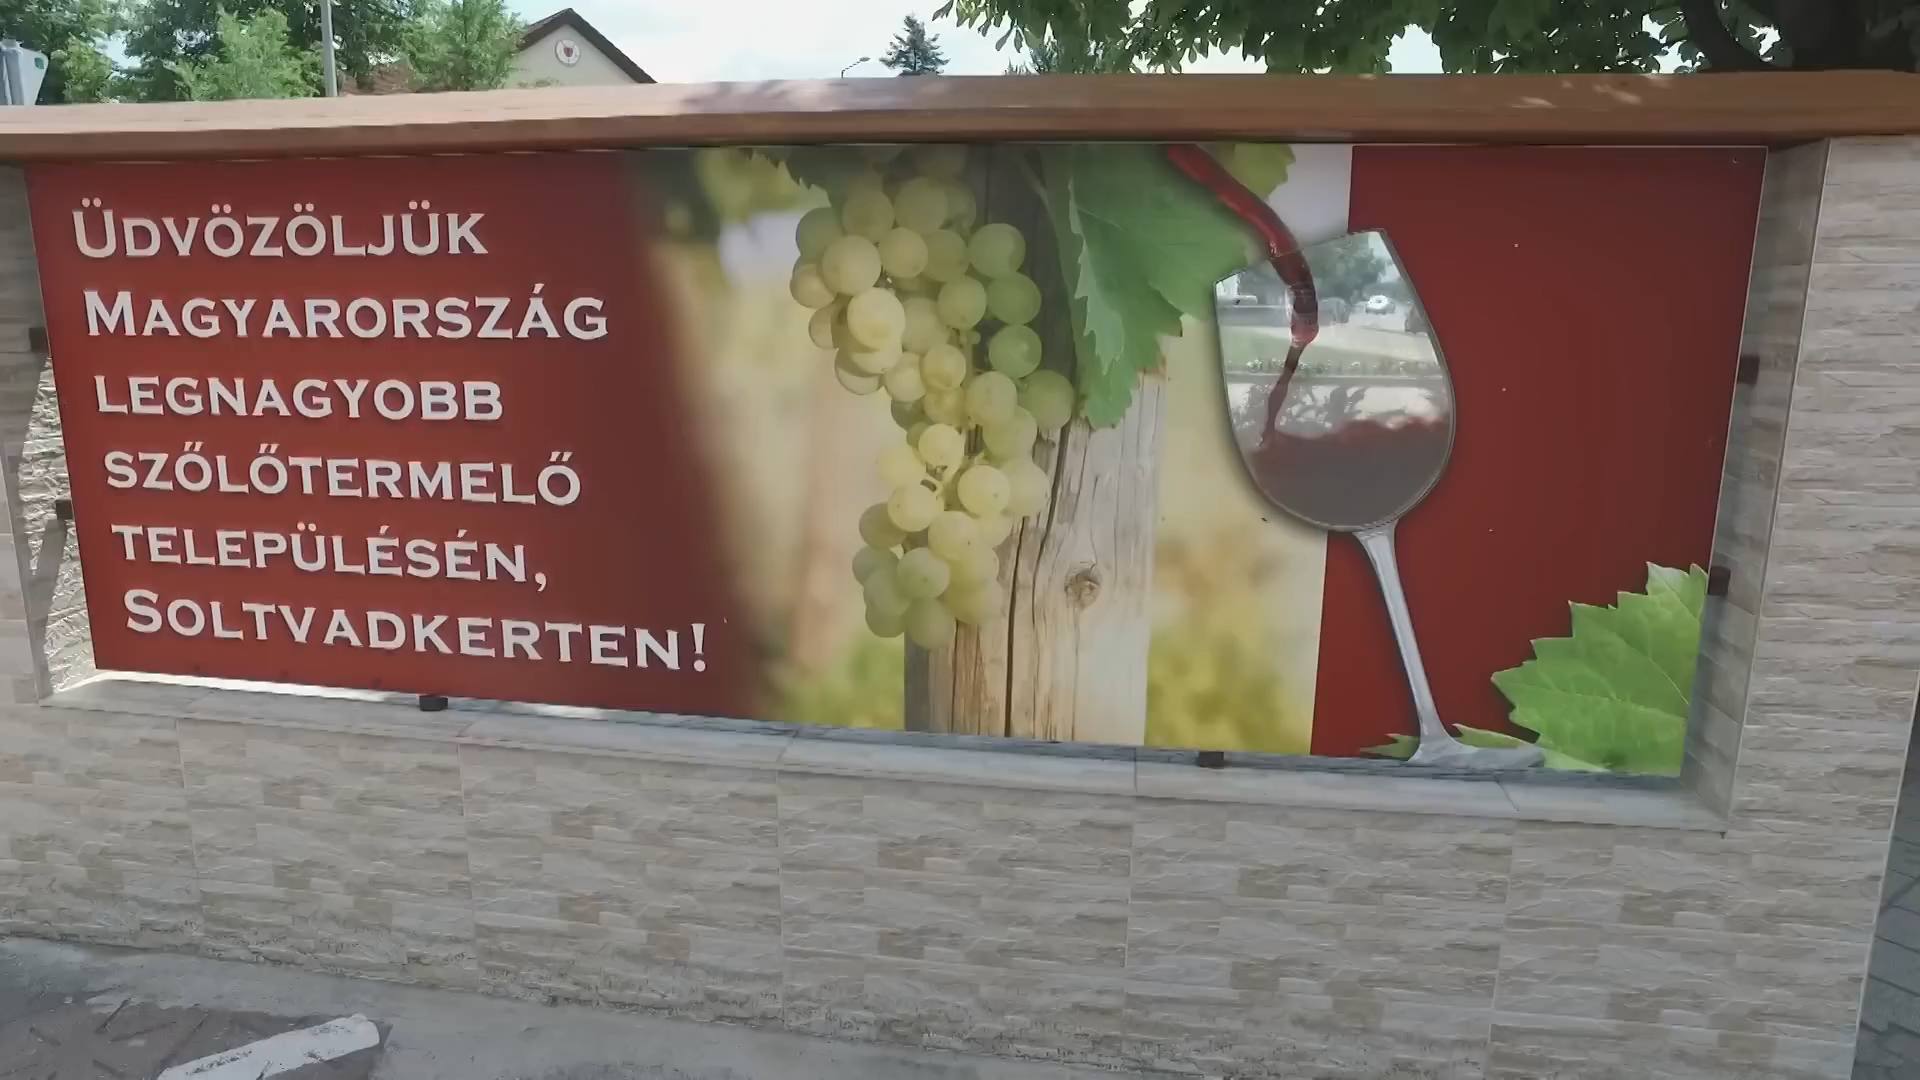 Üdvözöljük
Magyarország
legnagyobb
szőlőtermelő
településén,
Soltvadkerten!